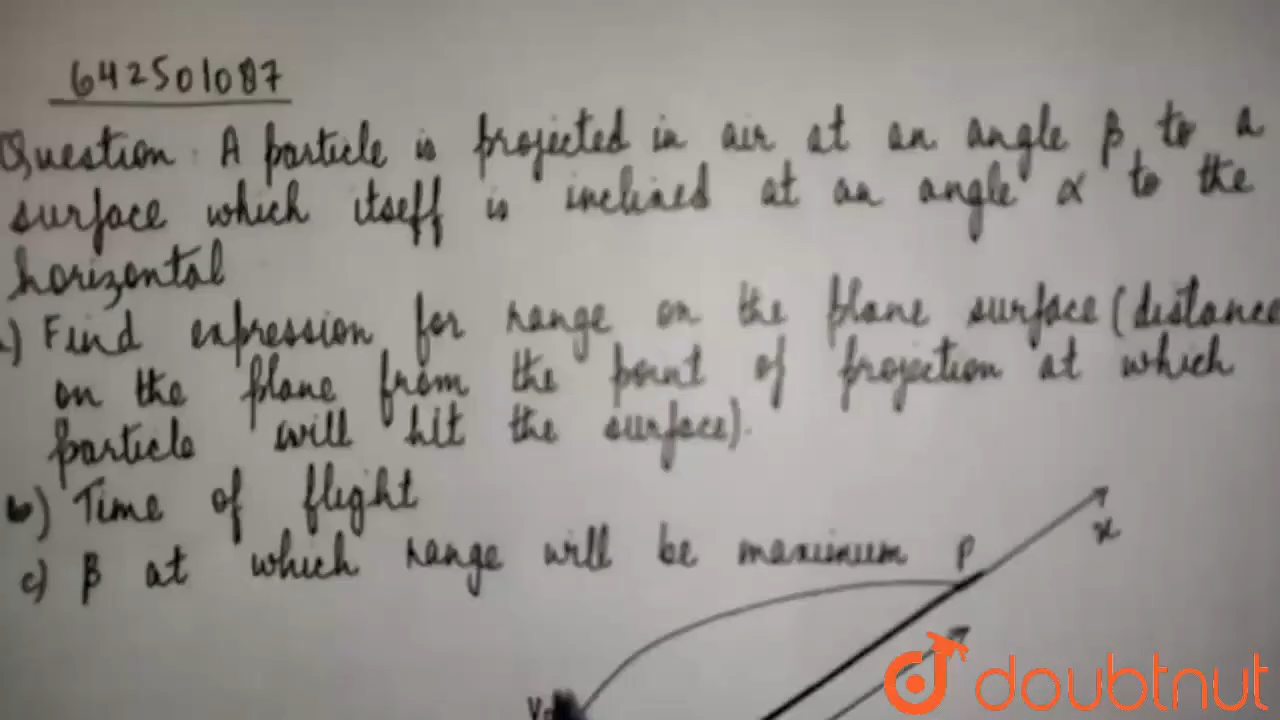 642501087
Question: A particle is projected in air at an angle β to a
surface which itself is inclined at an angle α to the
horizontal
a) Find expression for range on the plane surface (distance
on the plane from the point of projection at which
particle will hit the surface).
b) Time of flight
c) β at which range will be maximum
P
x
V₀
doubtnut